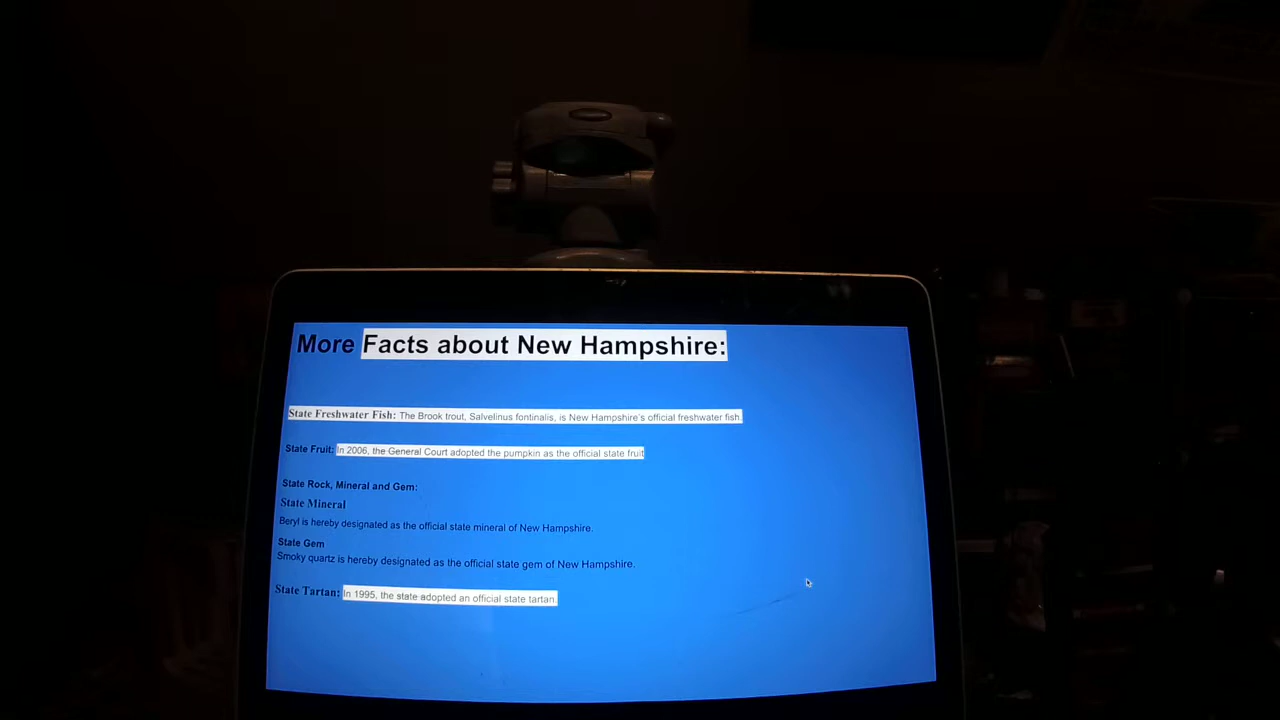 More Facts about New Hampshire:
State Freshwater Fish: The Brook trout, Salvelinus fontinalis, is New Hampshire's official freshwater fish.
State Fruit: In 2006, the General Court adopted the pumpkin as the official state fruit
State Rock, Mineral and Gem:
State Mineral
Beryl is hereby designated as the official state mineral of New Hampshire.
State Gem
Smoky quartz is hereby designated as the official state gem of New Hampshire.
State Tartan: In 1995, the state adopted an official state tartan.